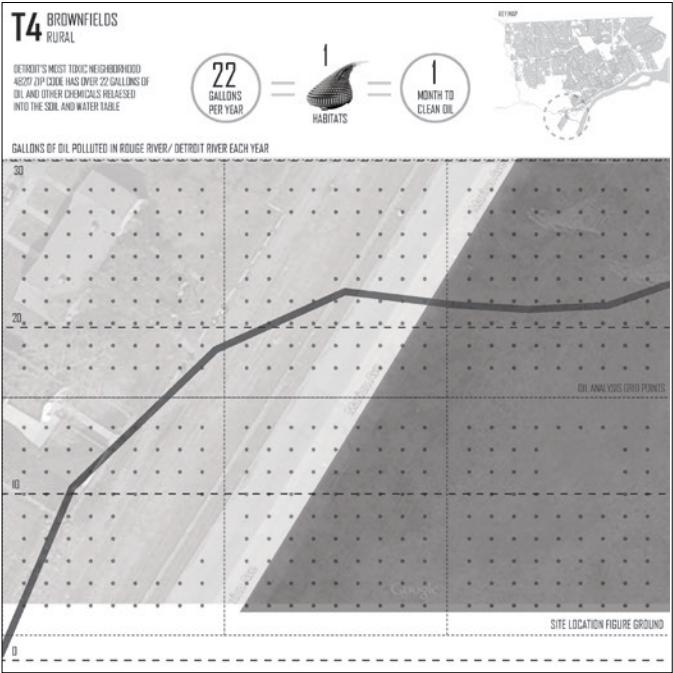 T4 BROWNFIELDS
RURAL
DETROIT'S MOST TOXIC NEIGHBORHOOD
48217 ZIP CODE HAS OVER 22 GALLONS OF
OIL AND OTHER CHEMICALS RELAESED
INTO THE SOIL AND WATER TABLE
22
GALLONS
PER YEAR
1
HABITATS
1
MONTH TO
CLEAN OIL
KEY MAP
GALLONS OF OIL POLLUTED IN ROUGE RIVER/ DETROIT RIVER EACH YEAR
30
20
OIL ANALYSIS GRID POINTS
10
Google
SITE LOCATION FIGURE GROUND
0